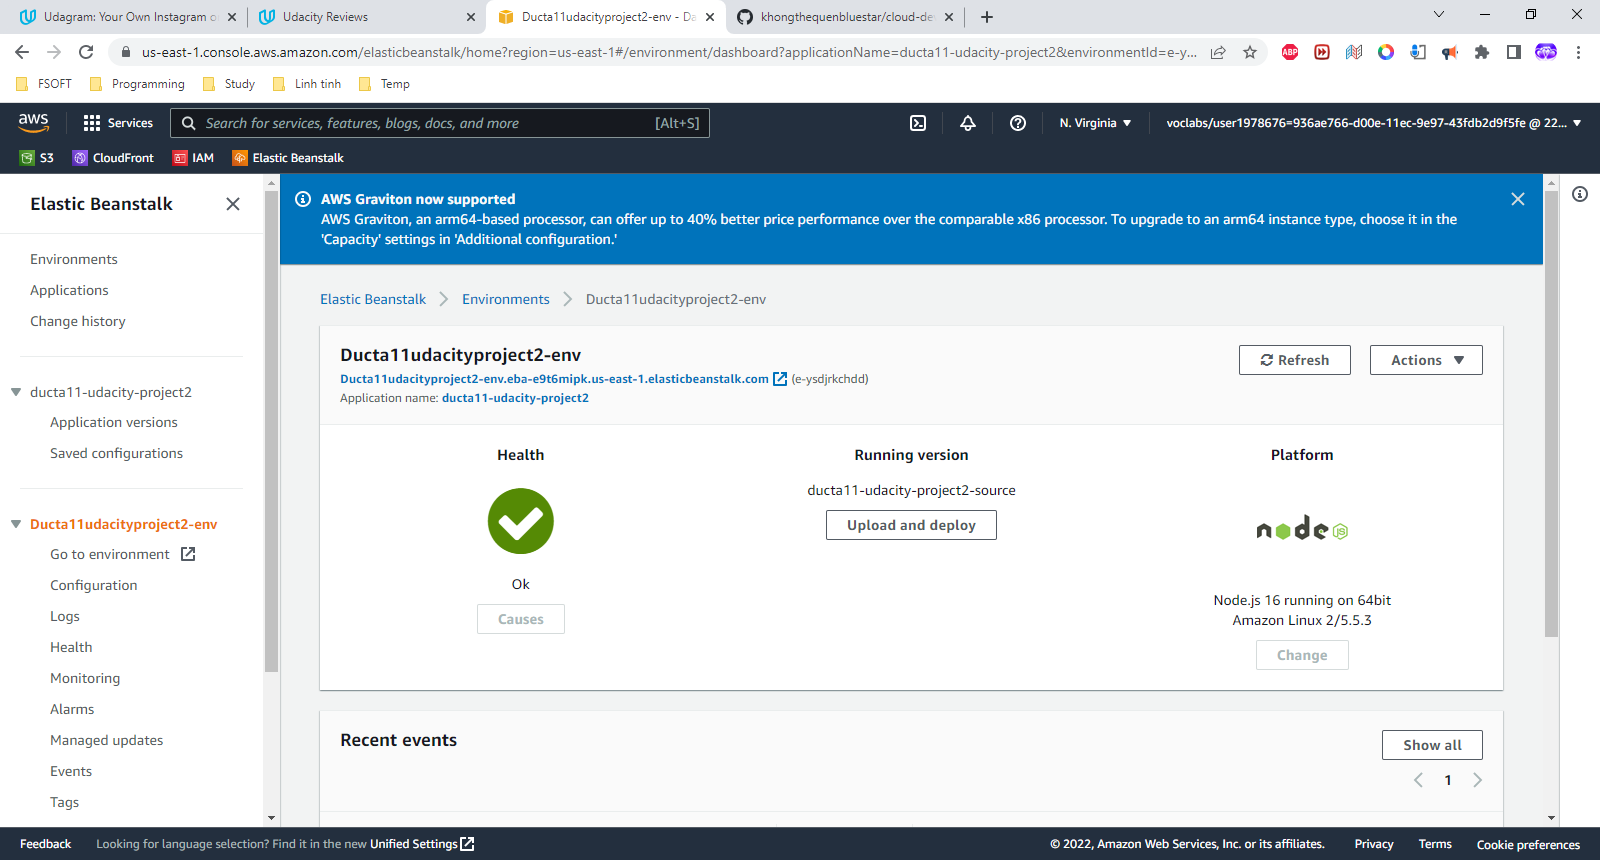 Udagram: Your Own Instagram o
Udacity Reviews
Ducta11udacityproject2-env - Da
khongthequenbluestar/cloud-de
us-east-1.console.aws.amazon.com/elasticbeanstalk/home?region=us-east-1#/environment/dashboard?applicationName=ducta11-udacity-project2&environmentId=e-y...
ABP
FSOFT
Programming
Study
Linh tinh
Temp
aws
Services
Search for services, features, blogs, docs, and more
[Alt+S]
N. Virginia
voclabs/user1978676=936ae766-d00e-11ec-9e97-43fdb2d9f5fe @ 22...
S3
CloudFront
IAM
Elastic Beanstalk
Elastic Beanstalk
Environments
Applications
Change history
ducta11-udacity-project2
Application versions
Saved configurations
Ducta11udacityproject2-env
Go to environment
Configuration
Logs
Health
Monitoring
Alarms
Managed updates
Events
Tags
AWS Graviton now supported
AWS Graviton, an arm64-based processor, can offer up to 40% better price performance over the comparable x86 processor. To upgrade to an arm64 instance type, choose it in the
'Capacity' settings in 'Additional configuration.'
Elastic Beanstalk
Environments
Ducta11udacityproject2-env
Ducta11udacityproject2-env
Ducta11udacityproject2-env.eba-e9t6mipk.us-east-1.elasticbeanstalk.com (e-ysdjrkchdd)
Application name: ducta11-udacity-project2
Refresh
Actions
Health
Ok
Causes
Running version
ducta11-udacity-project2-source
Upload and deploy
Platform
node JS
Node.js 16 running on 64bit
Amazon Linux 2/5.5.3
Change
Recent events
Show all
1
Feedback
Looking for language selection? Find it in the new Unified Settings
© 2022, Amazon Web Services, Inc. or its affiliates.
Privacy
Terms
Cookie preferences